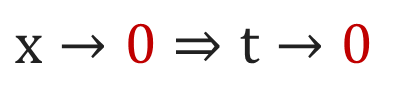 x → 0 ⇒ t → 0